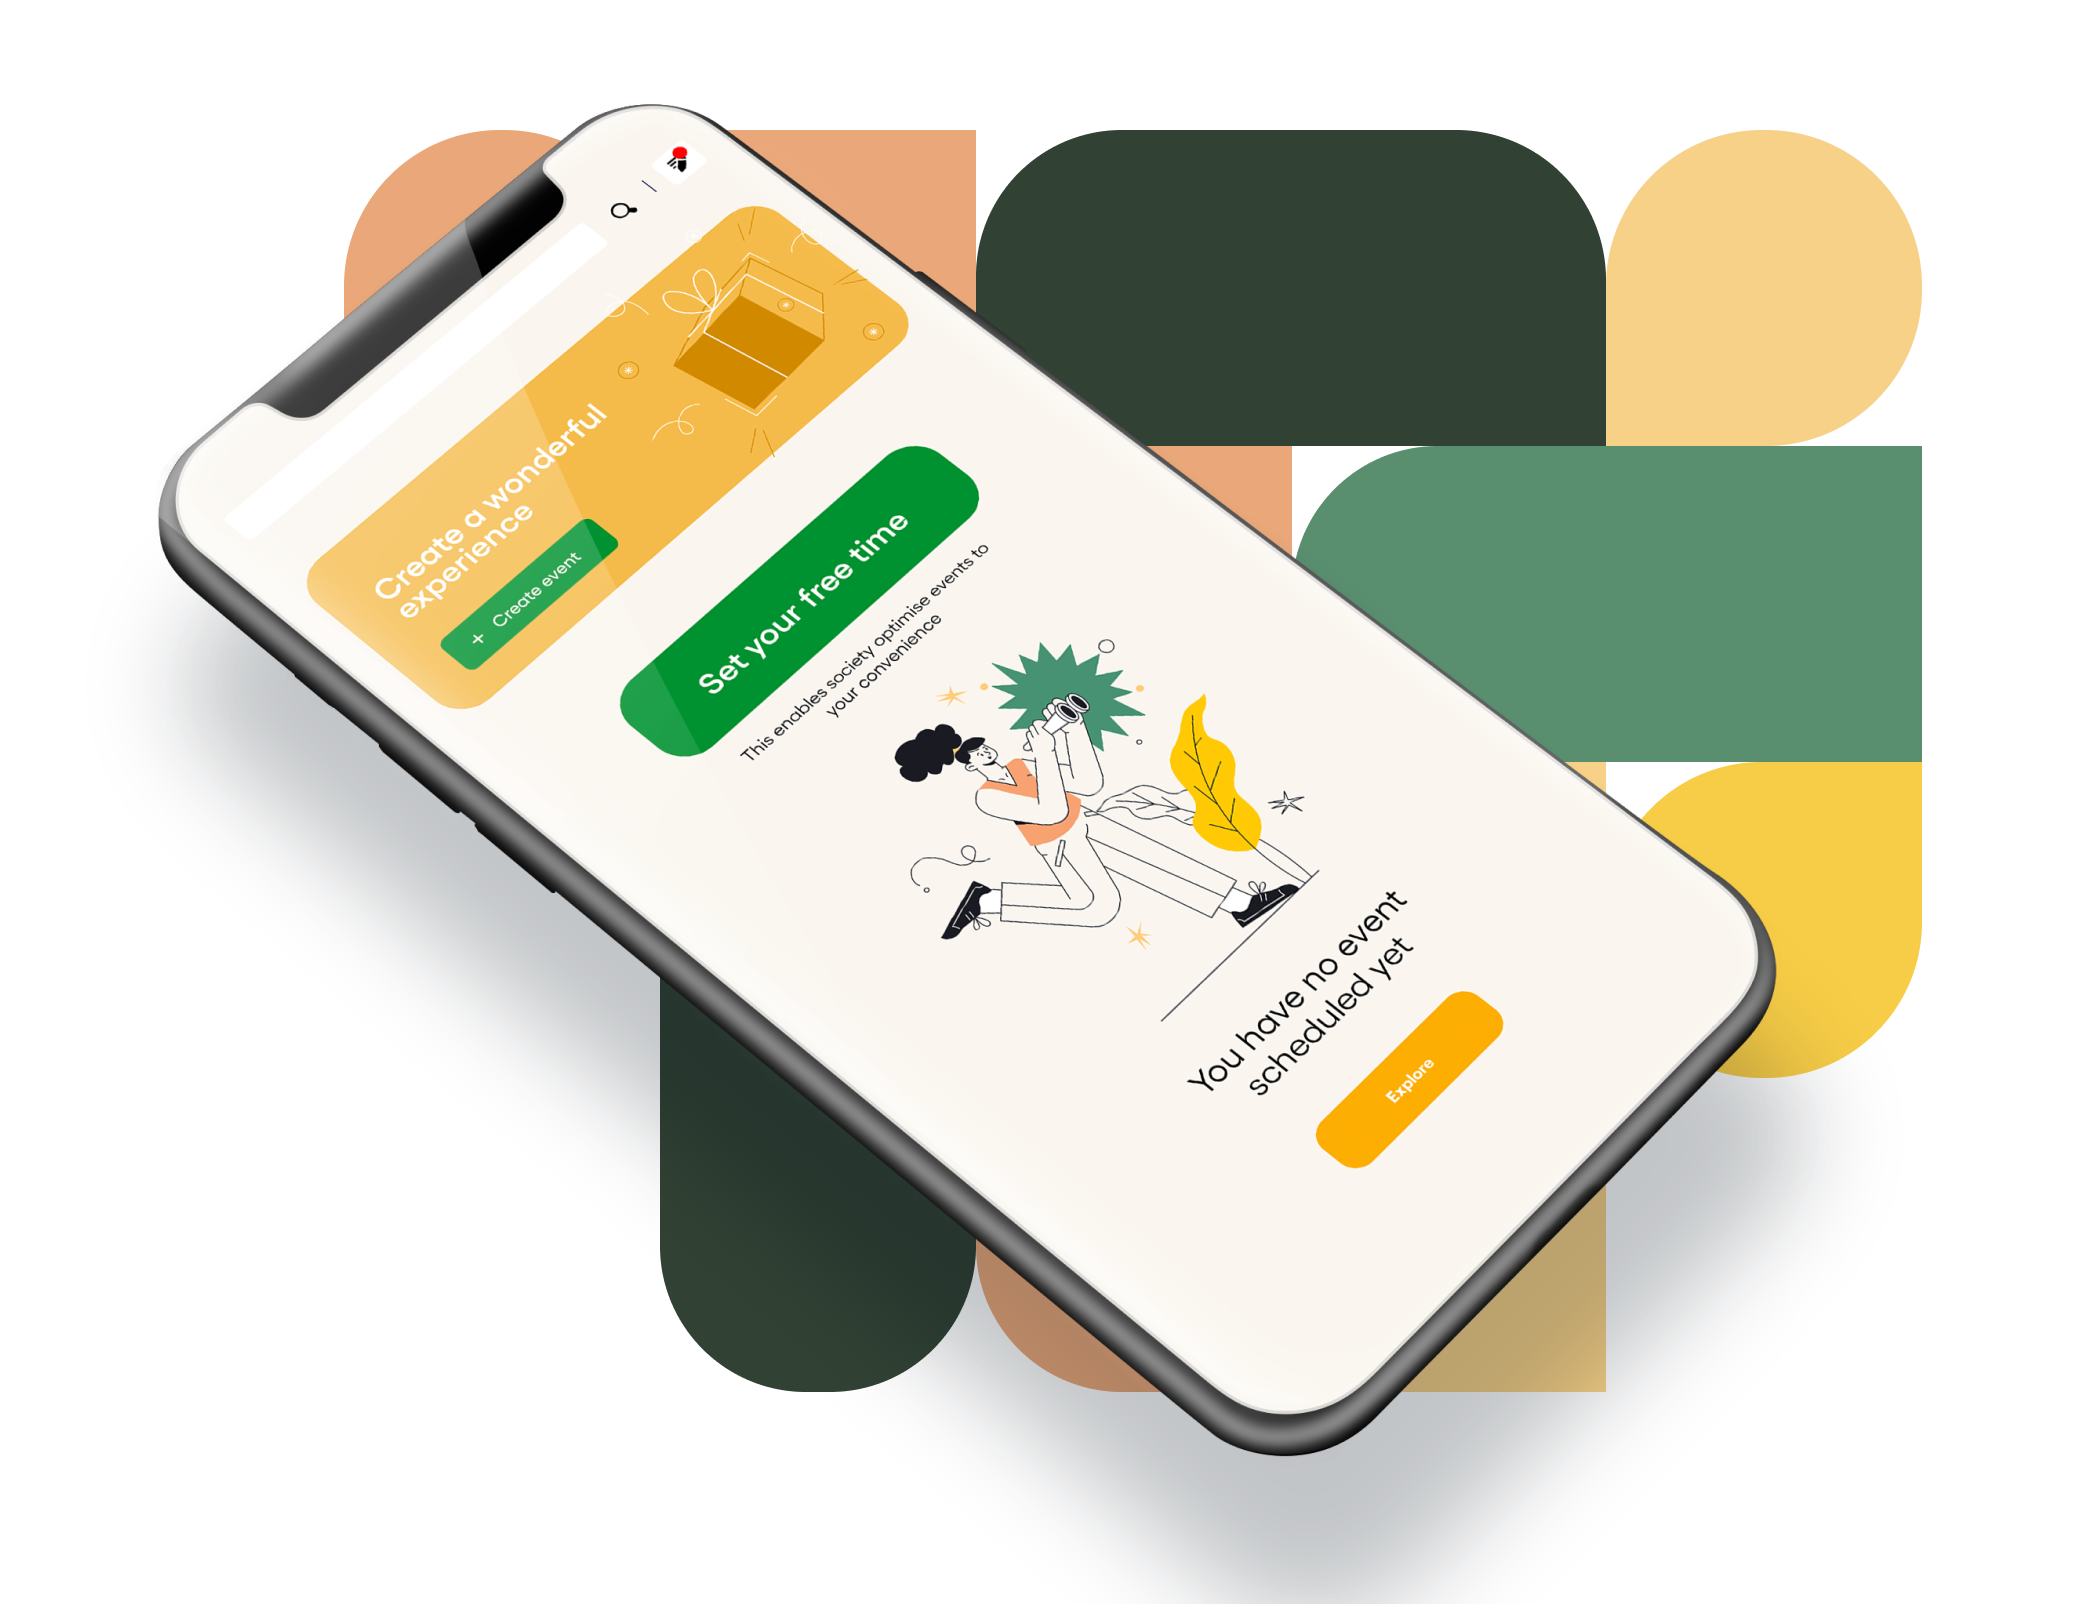 Create a wonderful
experience
+ Create event
Set your free time
This enables society optimise events to
your convenience
You have no event
scheduled yet
Explore